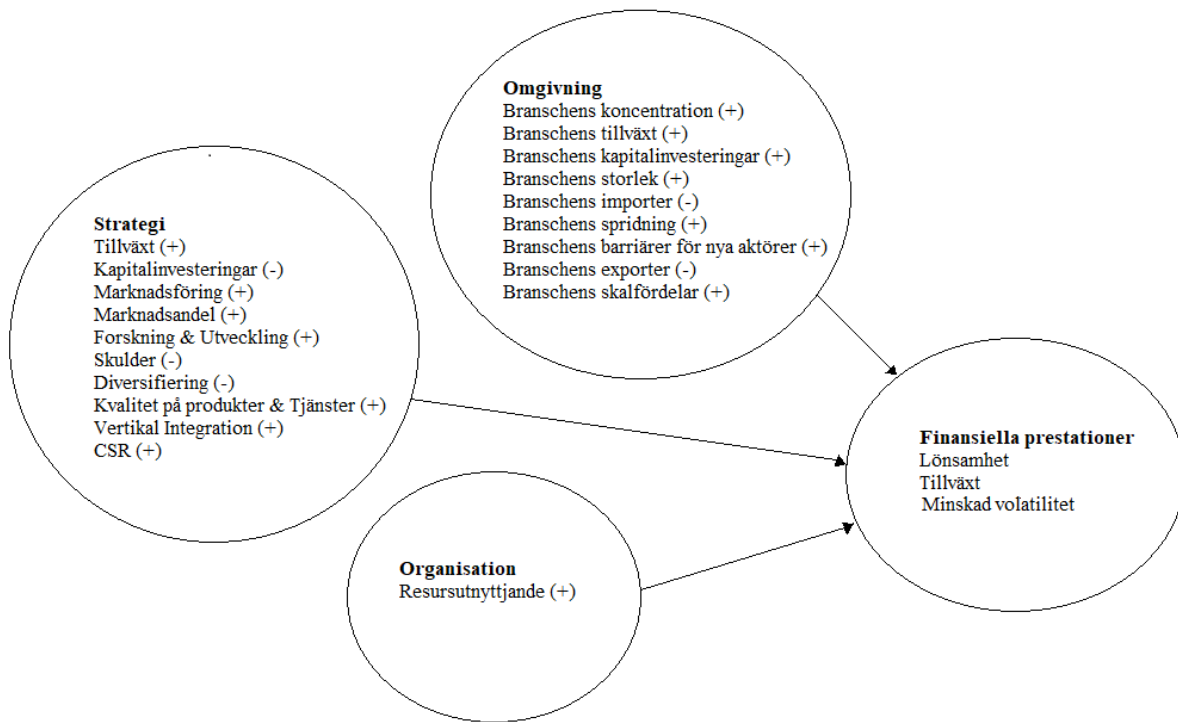 Omgivning
Branschens koncentration (+)
Branschens tillväxt (+)
Branschens kapitalinvesteringar (+)
Branschens storlek (+)
Branschens importer (-)
Branschens spridning (+)
Branschens barriärer för nya aktörer (+)
Branschens exporter (-)
Branschens skalfördelar (+)
Strategi
Tillväxt (+)
Kapitalinvesteringar (-)
Marknadsföring (+)
Marknadsandel (+)
Forskning & Utveckling (+)
Skulder (-)
Diversifiering (-)
Kvalitet på produkter & Tjänster (+)
Vertikal Integration (+)
CSR (+)
Finansiella prestationer
Lönsamhet
Tillväxt
Minskad volatilitet
Organisation
Resursutnyttjande (+)